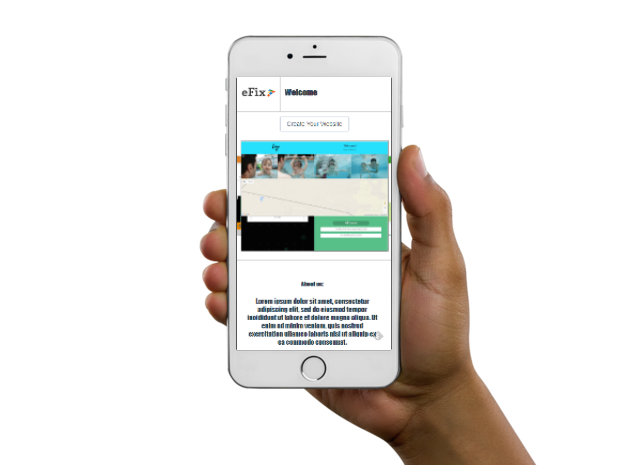 eFix
Welcome
Create Your Website
About us:
Lorem ipsum dolor sit amet, consectetur
adipiscing elit, sed do eiusmod tempor
incididunt ut labore et dolore magna aliqua. Ut
enim ad minim veniam, quis nostrud
exercitation ullamco laboris nisi ut aliquip ex
ea commodo consequat.